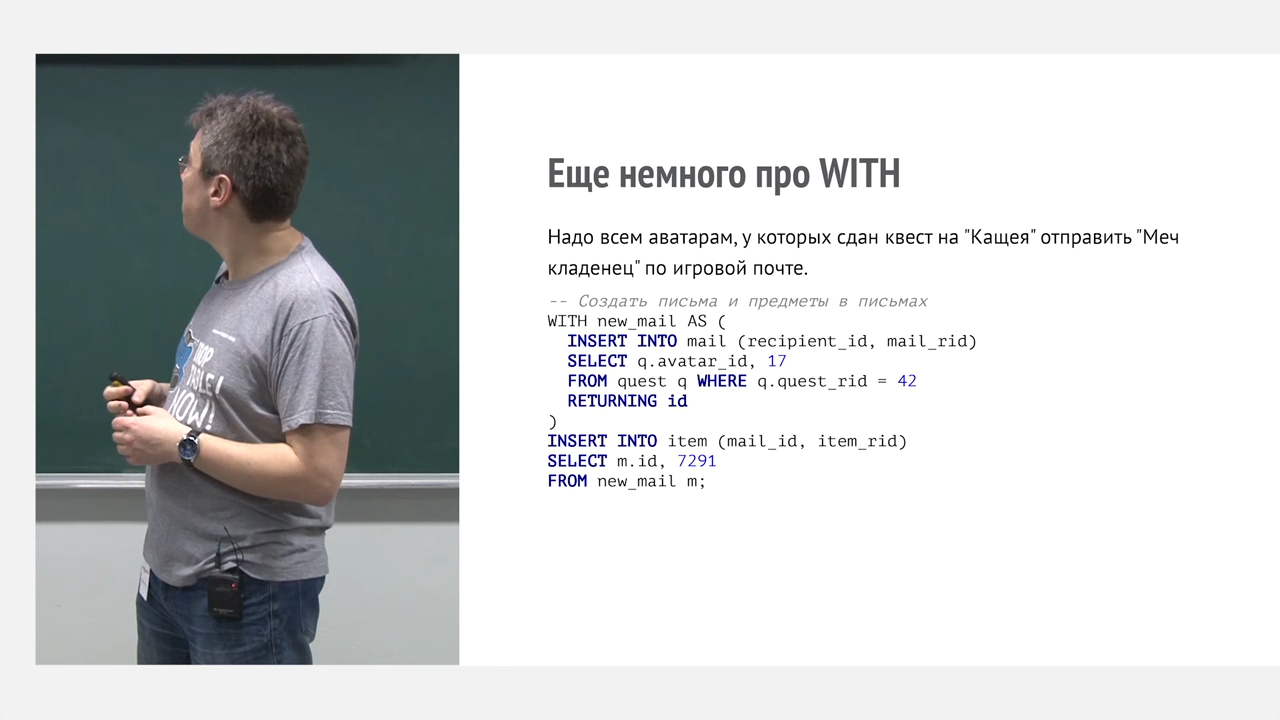 Еще немного про WITH
Надо всем аватарам, у которых сдан квест на "Кащея" отправить "Меч
кладенец" по игровой почте.
-- Создать письма и предметы в письмах
WITH new_mail AS (
  INSERT INTO mail (recipient_id, mail_rid)
  SELECT q.avatar_id, 17
  FROM quest q WHERE q.quest_rid = 42
  RETURNING id
)
INSERT INTO item (mail_id, item_rid)
SELECT m.id, 7291
FROM new_mail m;
NOW!